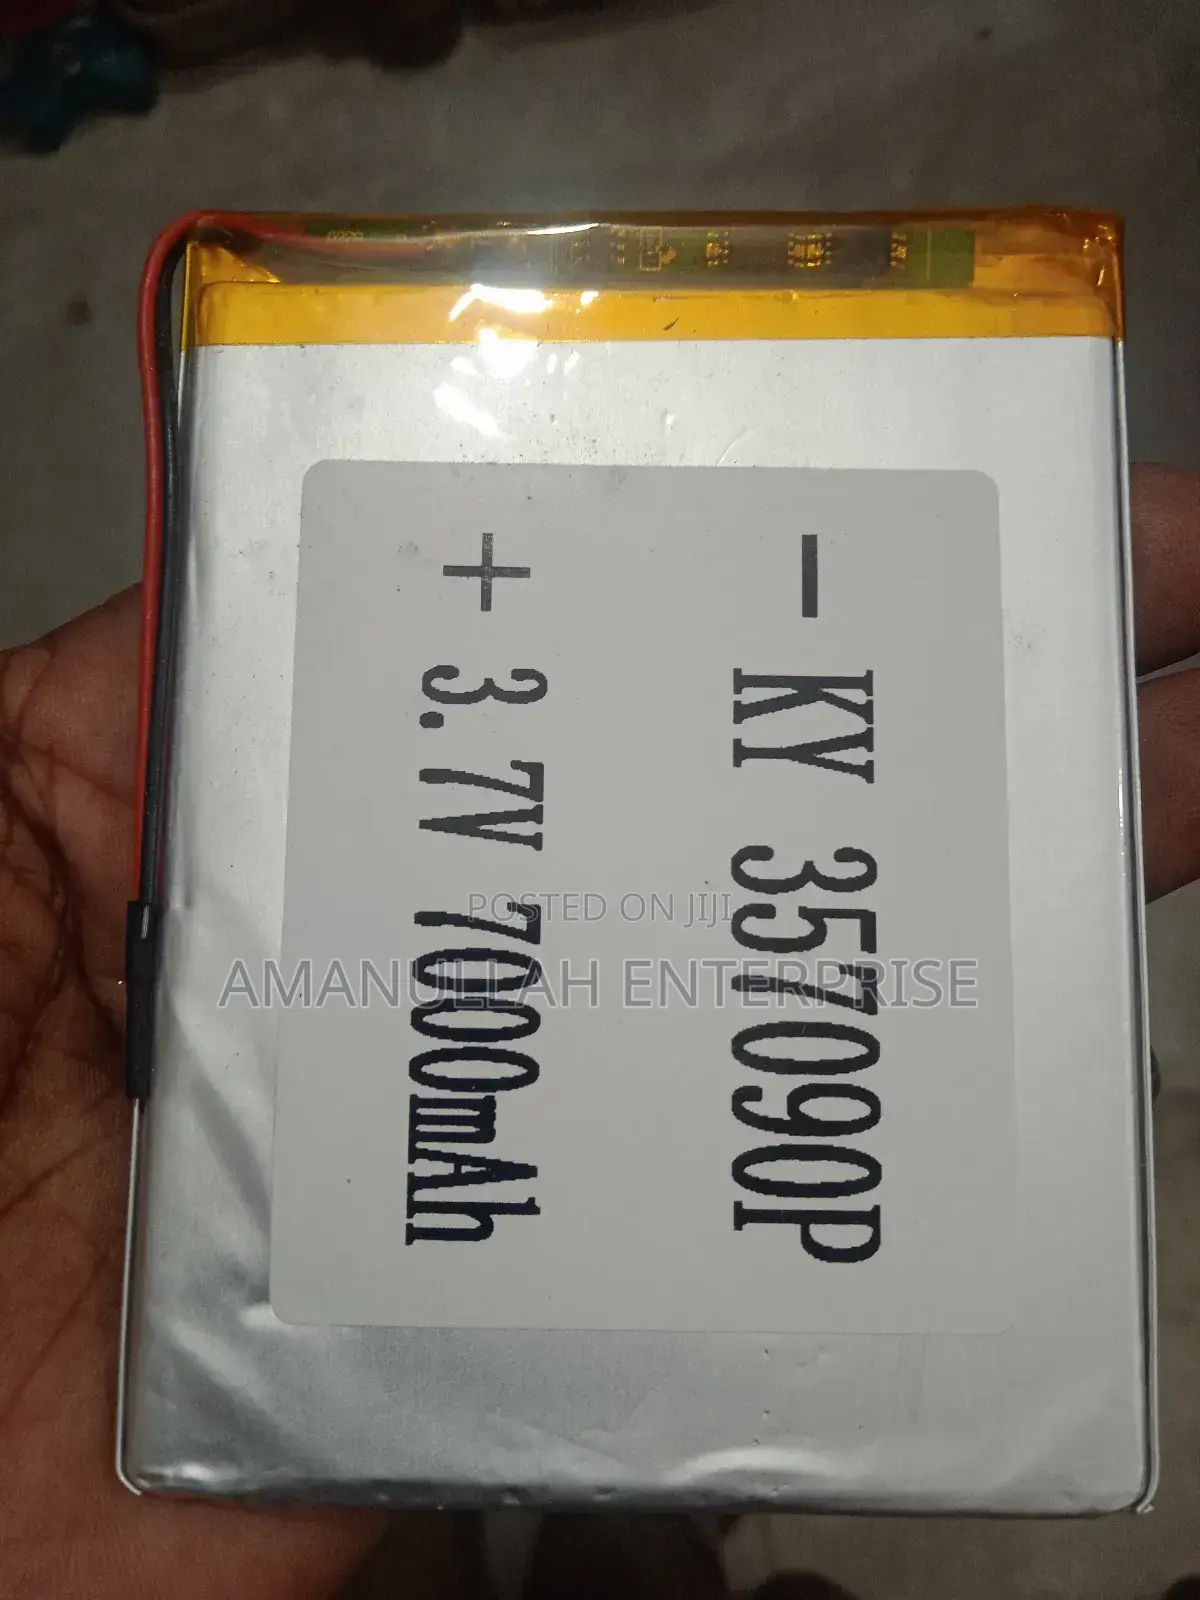 - KY 357090P
+ 3.7V 7000mAh
POSTED ON JIJI
AMANULLAH ENTERPRISE